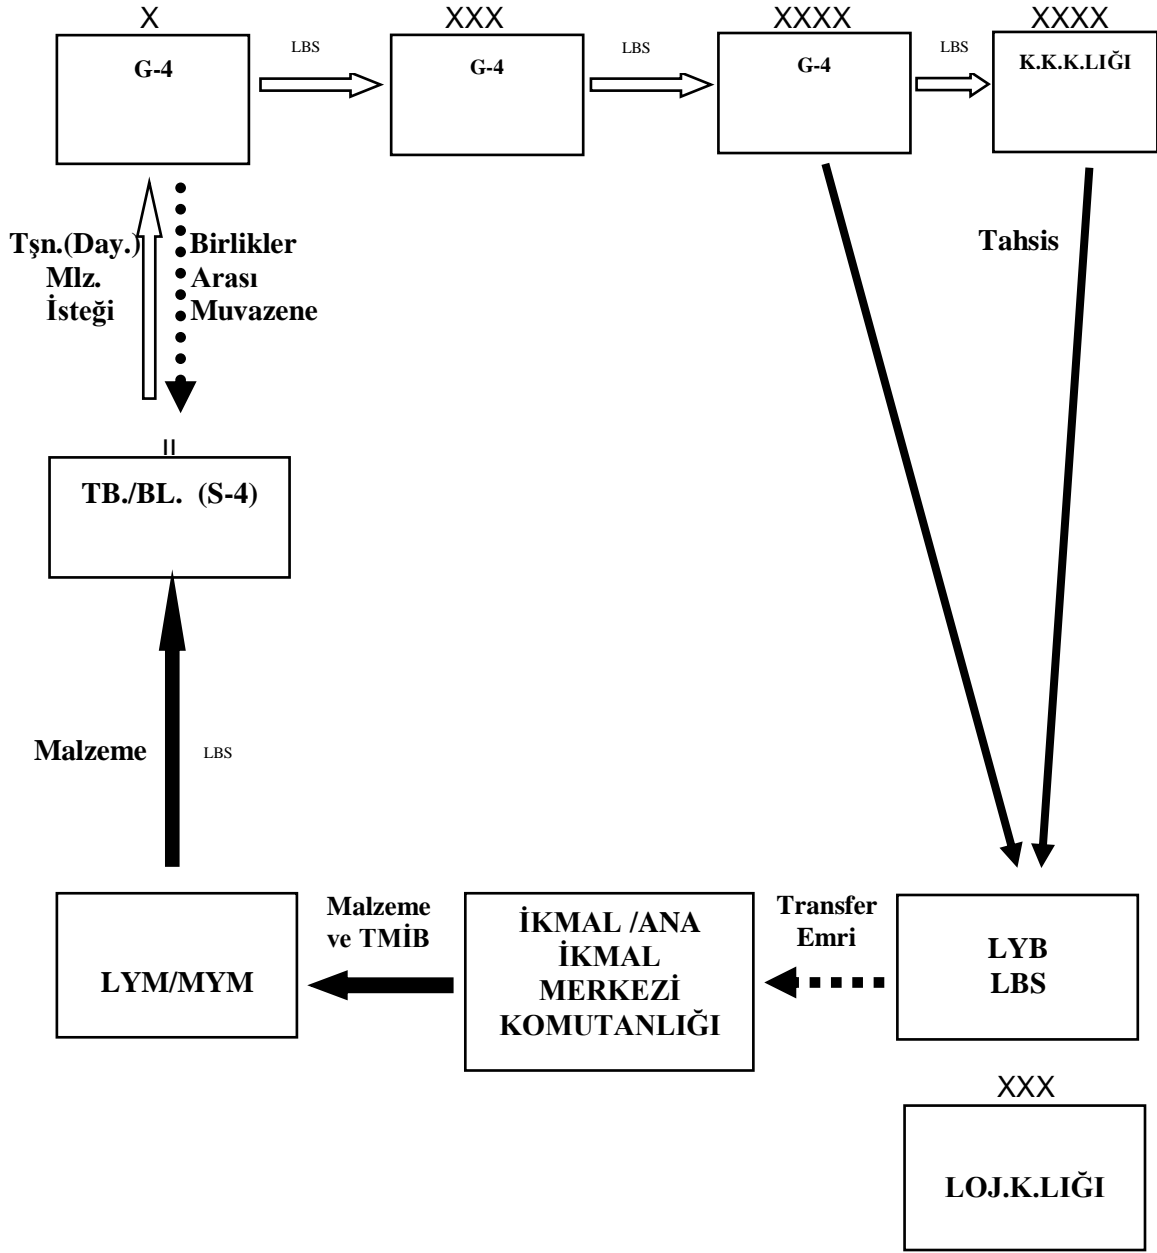 X
XXX
XXXX
XXXX
G-4
LBS
G-4
LBS
G-4
LBS
K.K.K.LIĞI
Tşn.(Day.)
Mlz.
İsteği
Birlikler
Arası
Muvazene
Tahsis
II
TB./BL. (S-4)
Malzeme
LBS
LYM/MYM
Malzeme
ve TMİB
İKMAL /ANA
İKMAL
MERKEZİ
KOMUTANLIĞI
Transfer
Emri
LYB
LBS
XXX
LOJ.K.LIĞI